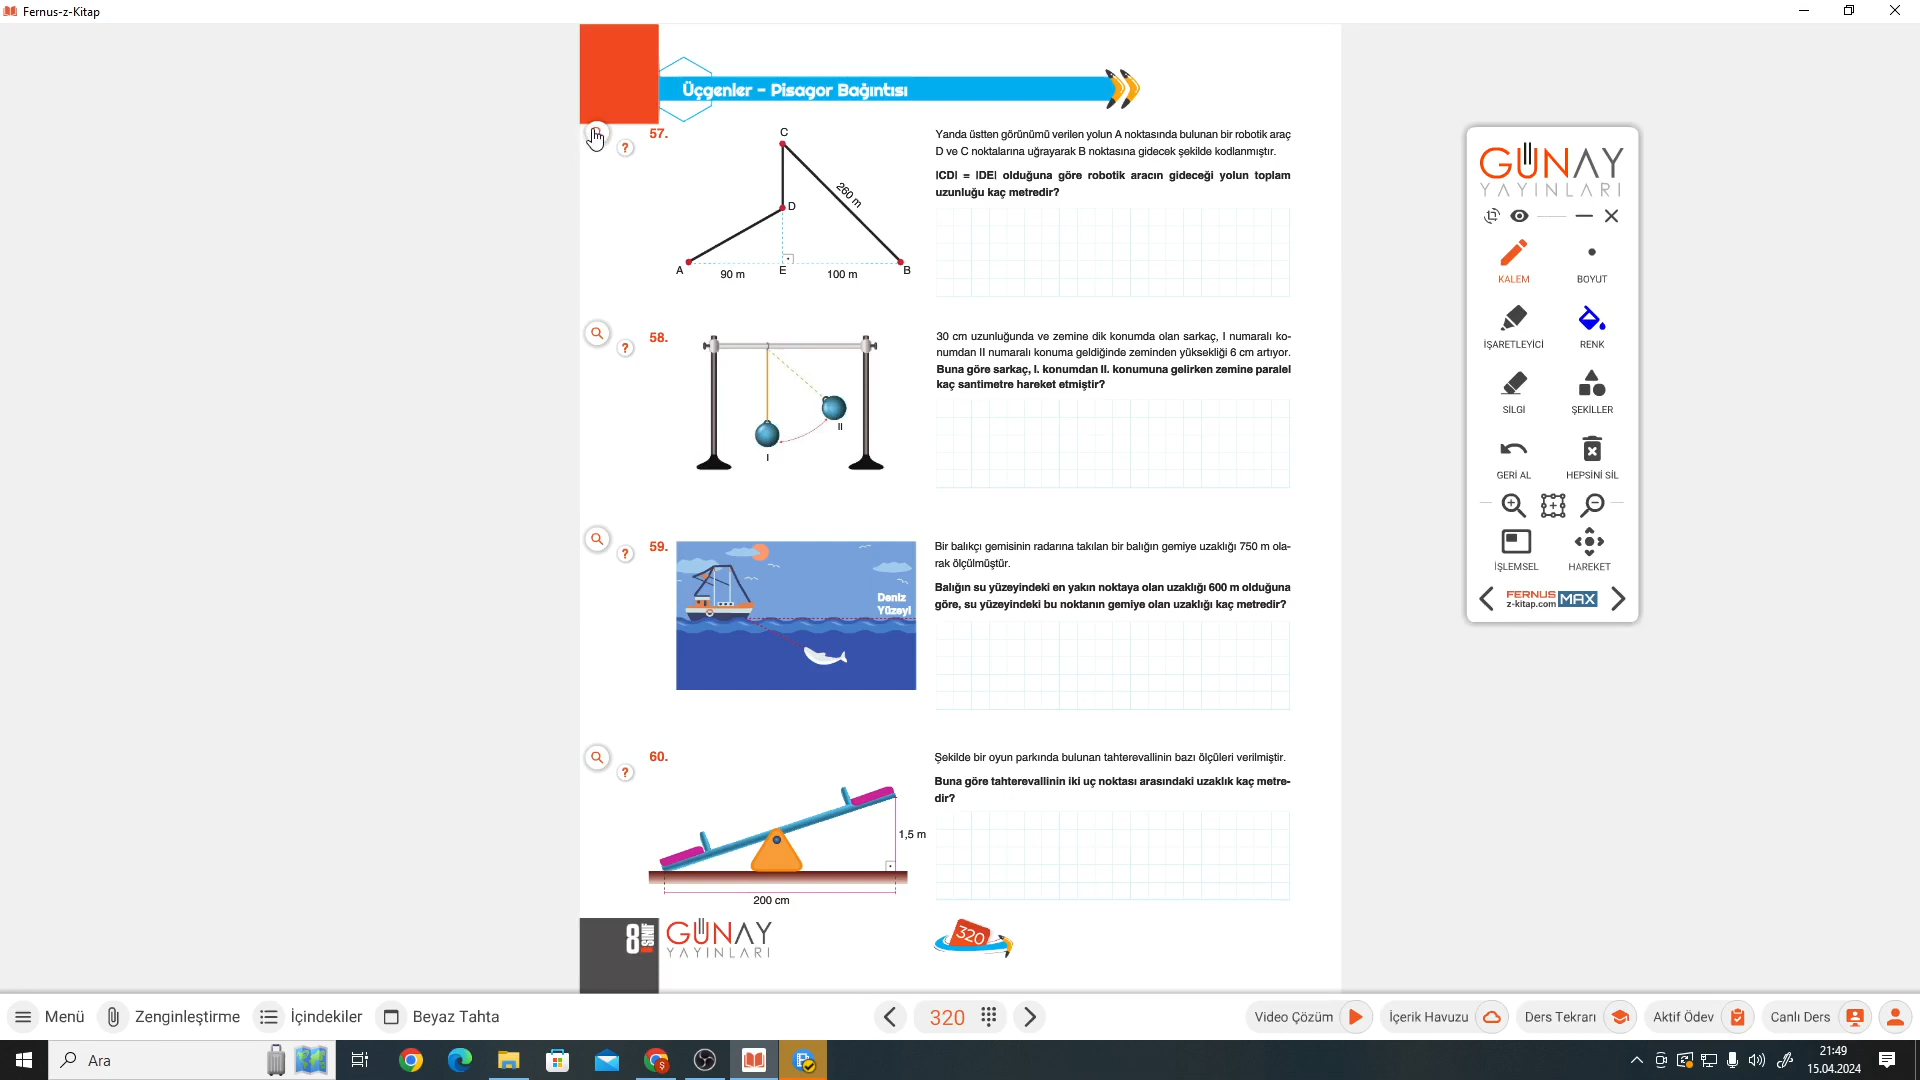 Fernus-z-Kitap
Üçgenler - Pisagor Bağıntısı
57.
?
C
D
A
E
B
90 m
100 m
260 m
Yanda üstten görünümü verilen yolun A noktasında bulunan bir robotik araç
D ve C noktalarına uğrayarak B noktasına gidecek şekilde kodlanmıştır.
|CD| = |DE| olduğuna göre robotik aracın gideceği yolun toplam
uzunluğu kaç metredir?
58.
?
I
II
30 cm uzunluğunda ve zemine dik konumda olan sarkaç, I numaralı ko-
numdan II numaralı konuma geldiğinde zeminden yüksekliği 6 cm artıyor.
Buna göre sarkaç, I. konumdan II. konumuna gelirken zemine paralel
kaç santimetre hareket etmiştir?
59.
?
Deniz
Yüzeyi
Bir balıkçı gemisinin radarına takılan bir balığın gemiye uzaklığı 750 m ola-
rak ölçülmüştür.
Balığın su yüzeyindeki en yakın noktaya olan uzaklığı 600 m olduğuna
göre, su yüzeyindeki bu noktanın gemiye olan uzaklığı kaç metredir?
60.
?
1,5 m
200 cm
Şekilde bir oyun parkında bulunan tahterevallinin bazı ölçüleri verilmiştir.
Buna göre tahterevallinin iki uç noktası arasındaki uzaklık kaç metre-
dir?
8. SINIF
GÜNAY
YAYINLARI
320
GÜNAY
YAYINLARI
KALEM
BOYUT
İŞARETLEYİCİ
RENK
SİLGİ
ŞEKİLLER
GERİ AL
HEPSİNİ SİL
İŞLEMSEL
HAREKET
FERNUS
z-kitap.com
MAX
Menü
Zenginleştirme
İçindekiler
Beyaz Tahta
320
Video Çözüm
İçerik Havuzu
Ders Tekrarı
Aktif Ödev
Canlı Ders
Ara
21:49
15.04.2024